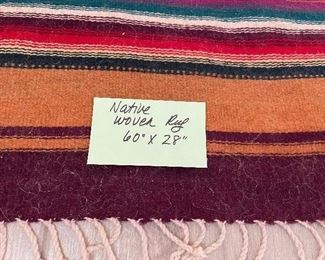 Native
woven Rug
60" X 28"